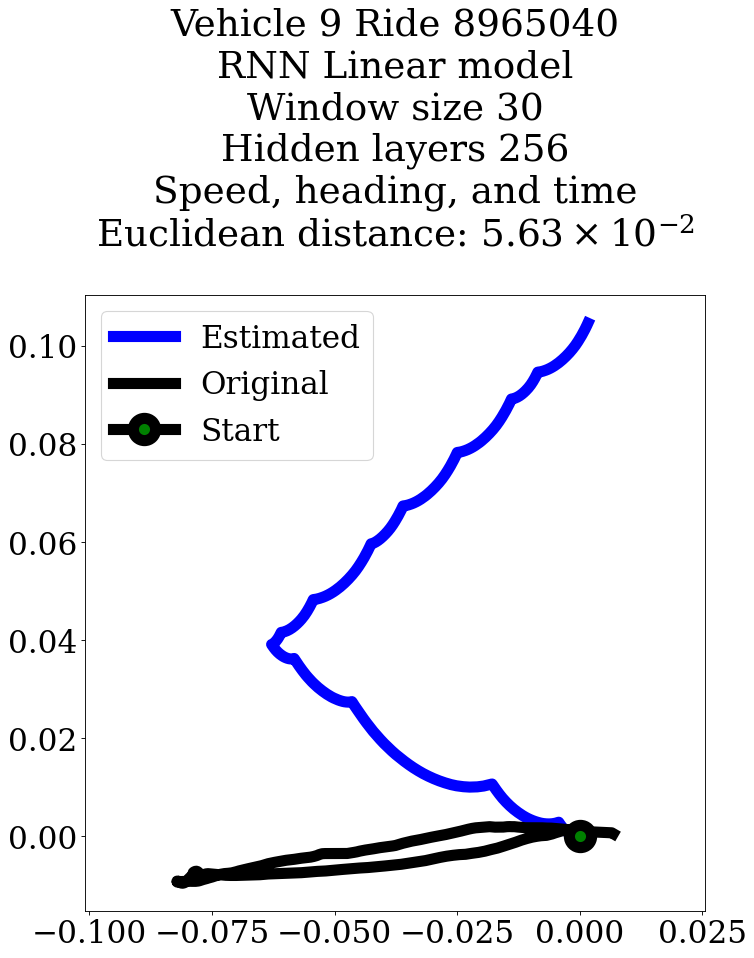 Vehicle 9 Ride 8965040
RNN Linear model
Window size 30
Hidden layers 256
Speed, heading, and time
Euclidean distance: 5.63 × 10⁻²
Estimated
Original
Start
0.10
0.08
0.06
0.04
0.02
0.00
−0.100 −0.075 −0.050 −0.025 0.000 0.025